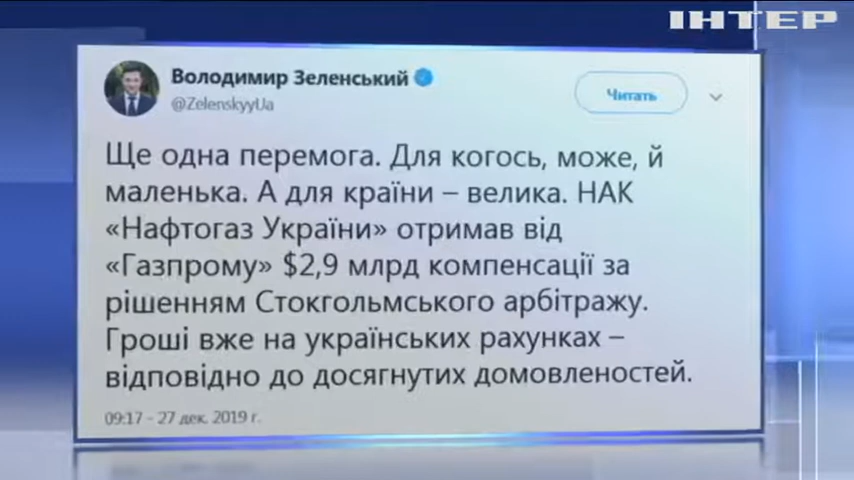 ІНТЕР
Володимир Зеленський
@ZelenskyyUa
Читать
Ще одна перемога. Для когось, може, й
маленька. А для країни – велика. НАК
«Нафтогаз України» отримав від
«Газпрому» $2,9 млрд компенсації за
рішенням Стокгольмського арбітражу.
Гроші вже на українських рахунках –
відповідно до досягнутих домовленостей.
09:17 - 27 дек. 2019 г.